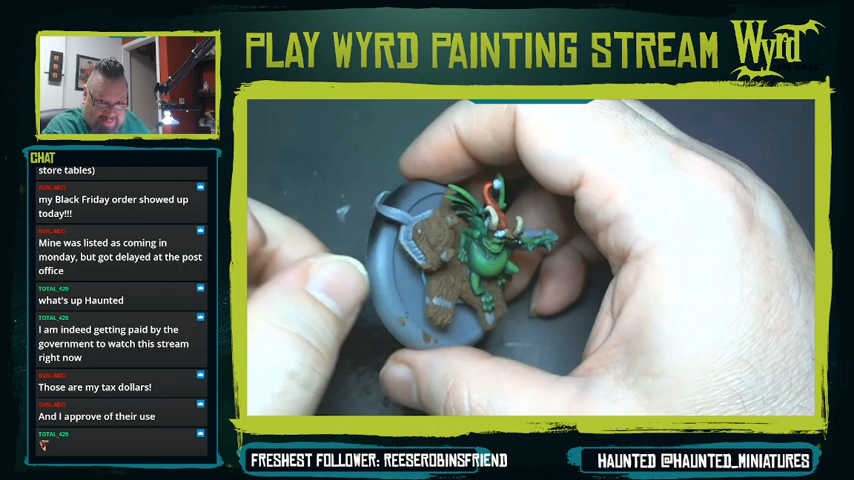 PLAY WYRD PAINTING STREAM
Wyrd
CHAT
store tables)
my Black Friday order showed up
today!!!
Mine was listed as coming in
monday, but got delayed at the post
office
TOTAL_420
what's up Haunted
TOTAL_420
I am indeed getting paid by the
government to watch this stream
right now
Those are my tax dollars!
And I approve of their use
TOTAL_420
FRESHEST FOLLOWER: REESEROBINSFRIEND
HAUNTED @HAUNTED_MINIATURES